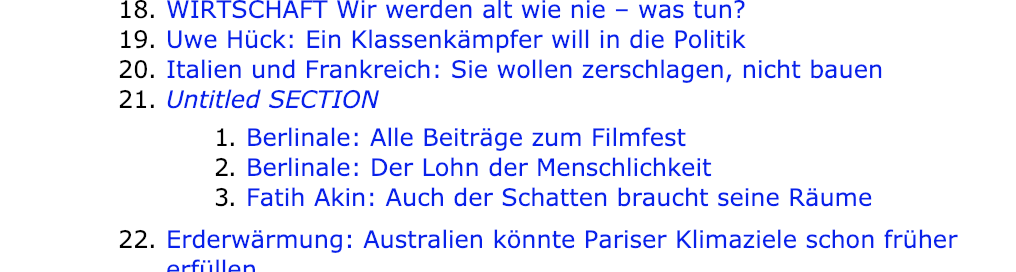 18. WIRTSCHAFT Wir werden alt wie nie – was tun?
19. Uwe Hück: Ein Klassenkämpfer will in die Politik
20. Italien und Frankreich: Sie wollen zerschlagen, nicht bauen
21. Untitled SECTION
1. Berlinale: Alle Beiträge zum Filmfest
2. Berlinale: Der Lohn der Menschlichkeit
3. Fatih Akin: Auch der Schatten braucht seine Räume
22. Erderwärmung: Australien könnte Pariser Klimaziele schon früher
erfüllen